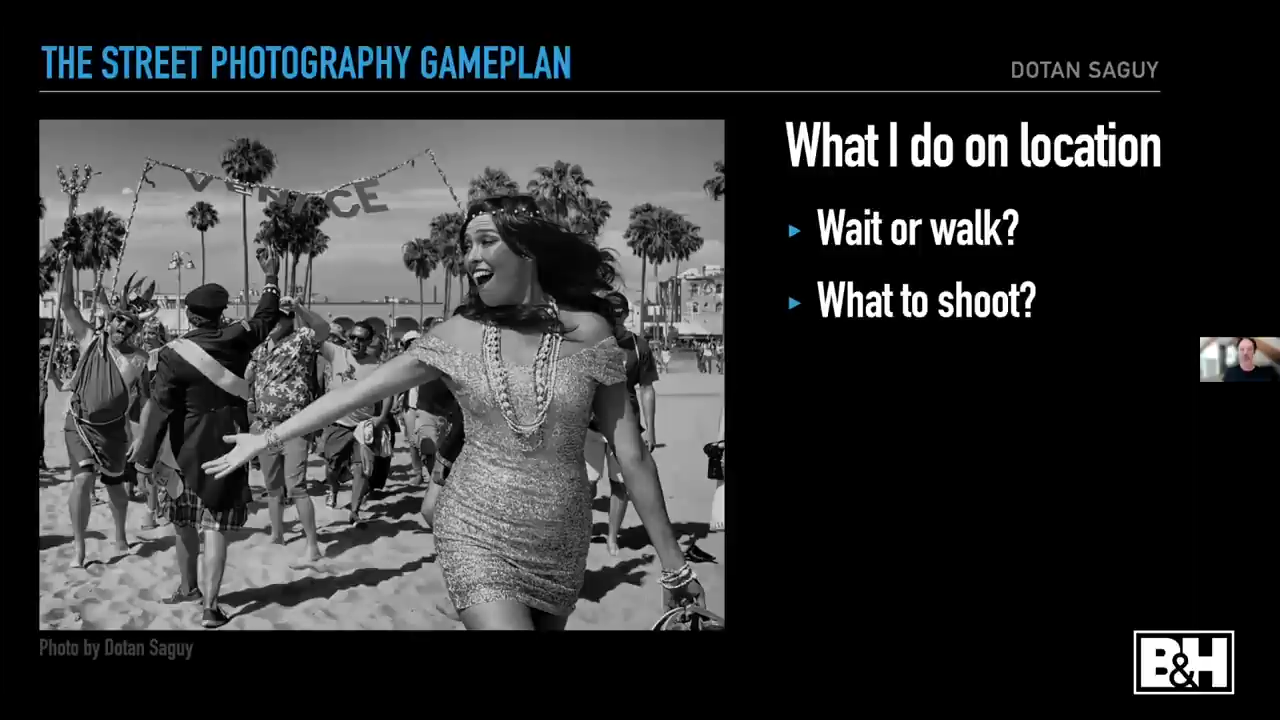 THE STREET PHOTOGRAPHY GAMEPLAN
DOTAN SAGUY
What I do on location
Wait or walk?
What to shoot?
VENICE
Photo by Dotan Saguy
B&H